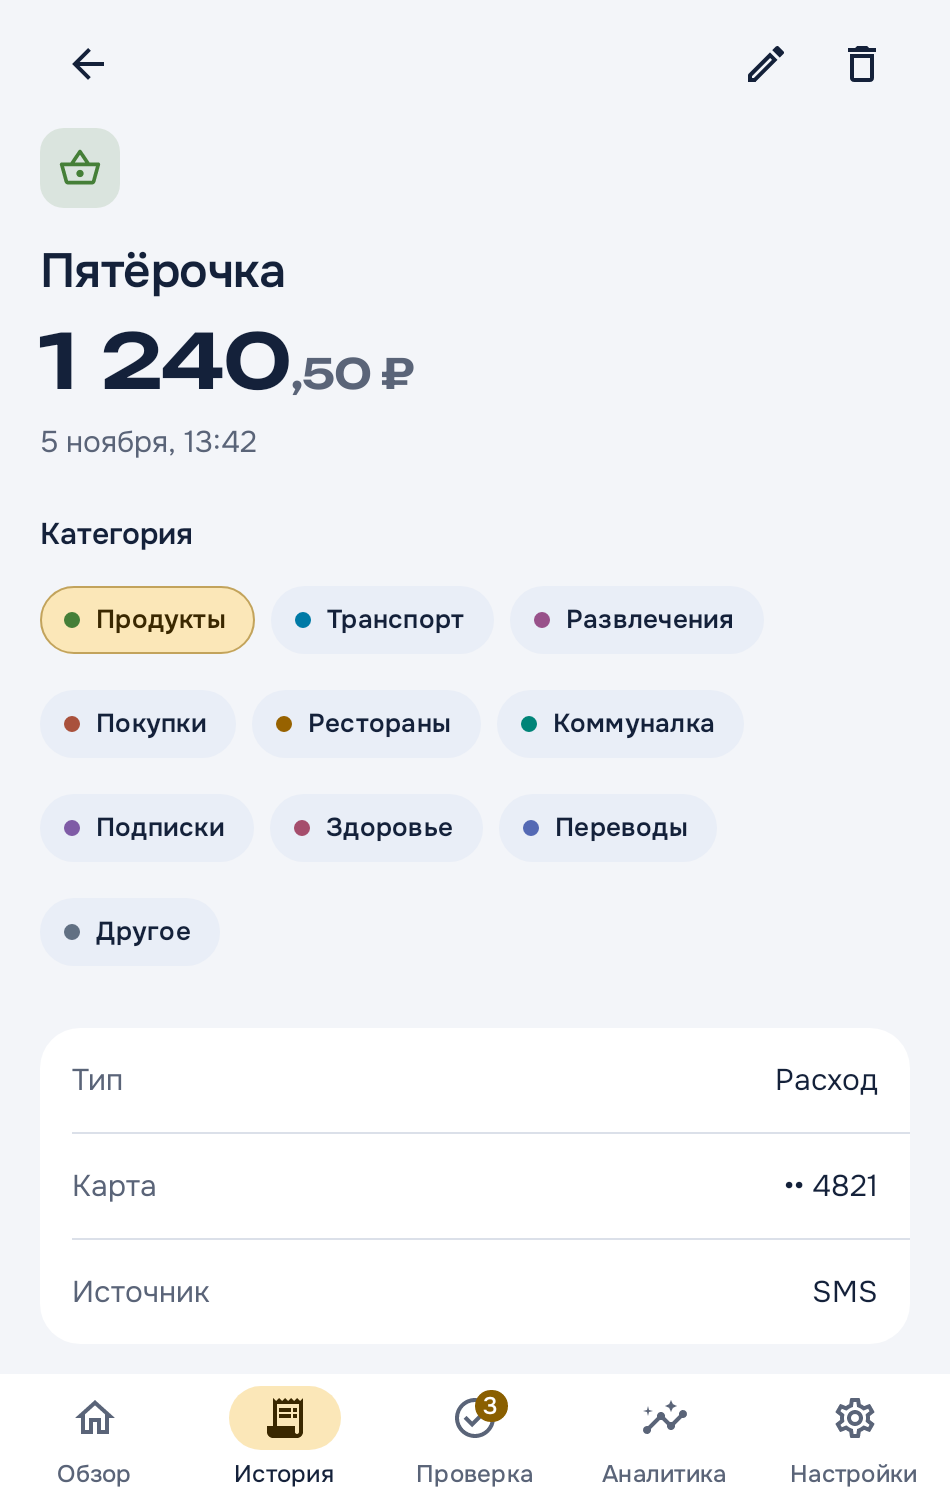 Пятёрочка
1 240,50 ₽
5 ноября, 13:42
Категория
Продукты Транспорт Развлечения
Покупки Рестораны Коммуналка
Подписки Здоровье Переводы
Другое
Тип Расход
Карта •• 4821
Источник SMS
3
Обзор История Проверка Аналитика Настройки